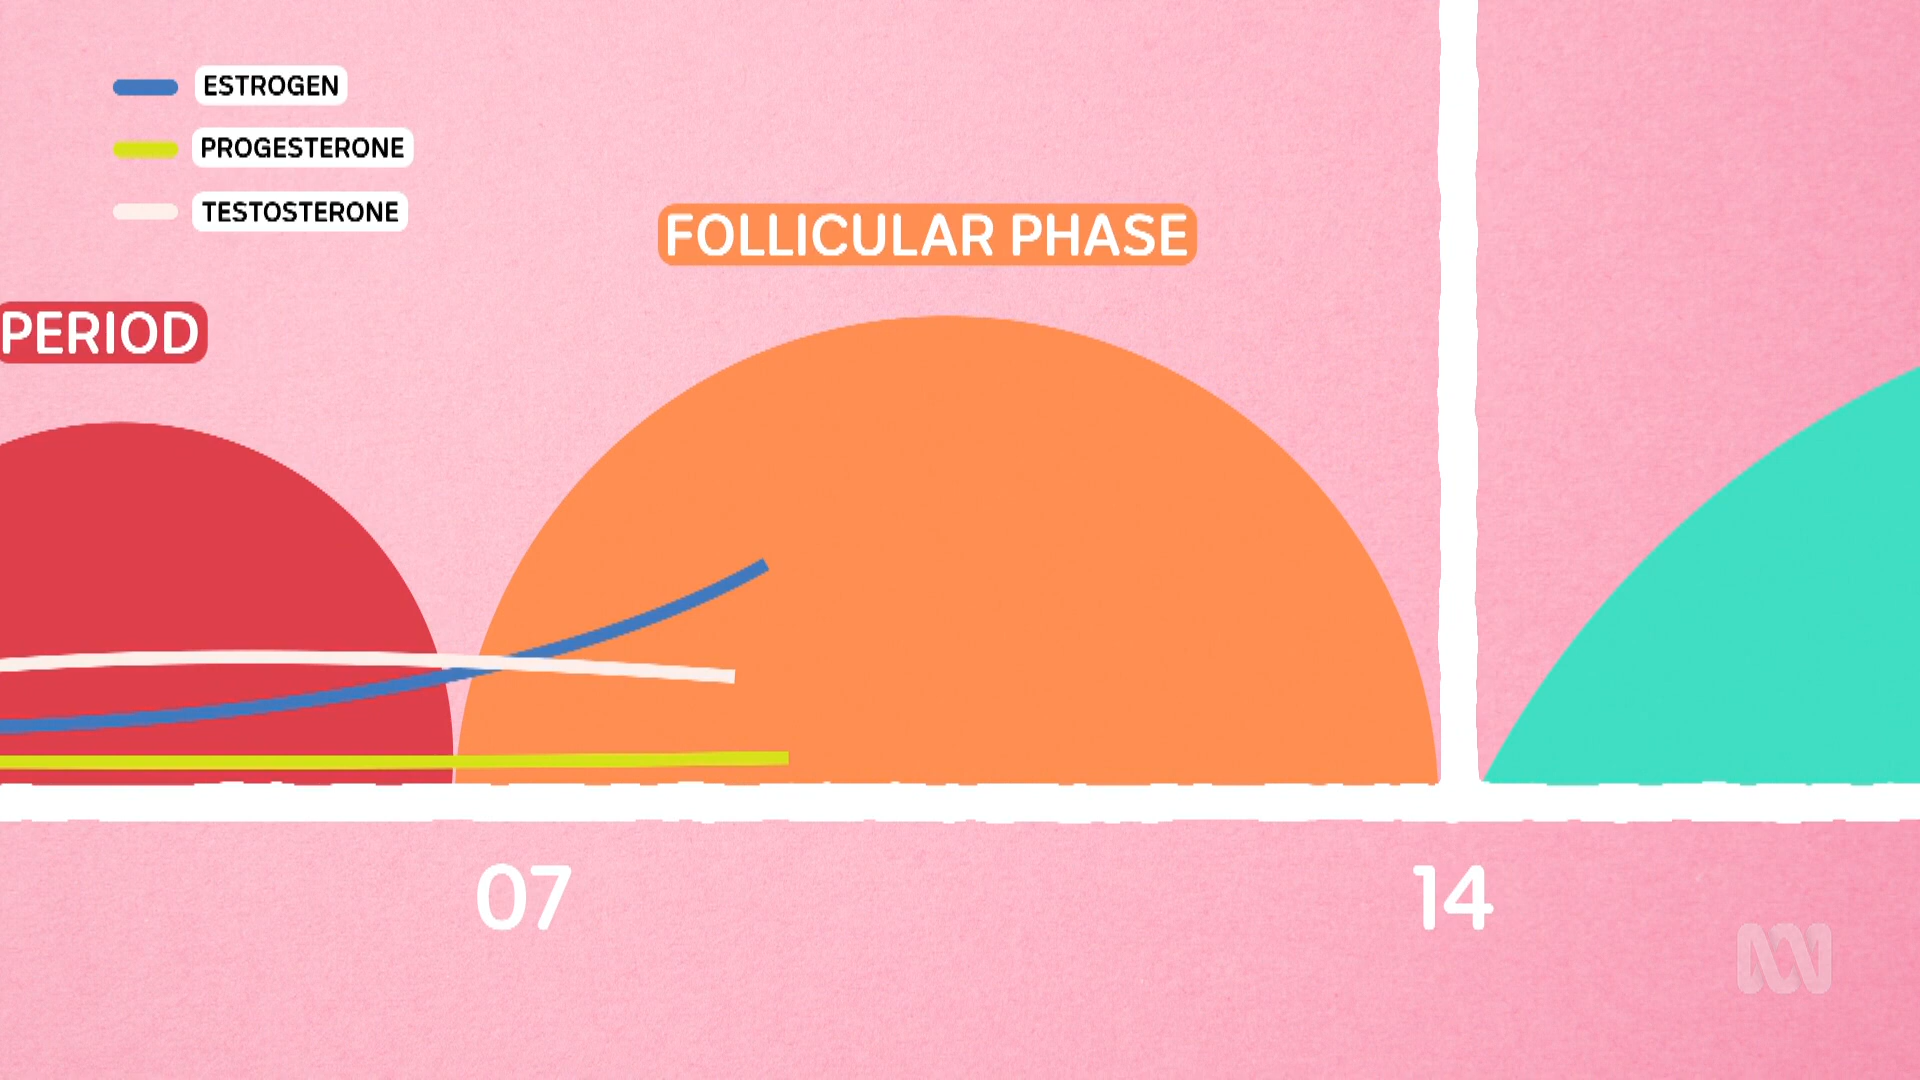 ESTROGEN
PROGESTERONE
TESTOSTERONE
FOLLICULAR PHASE
PERIOD
07
14